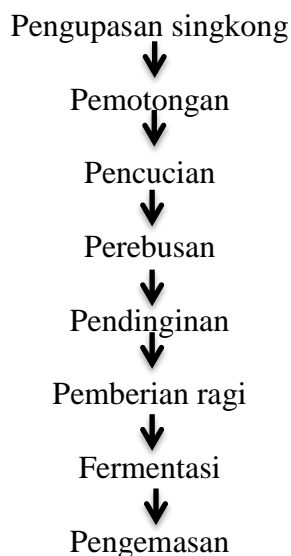 Pengupasan singkong
Pemotongan
Pencucian
Perebusan
Pendinginan
Pemberian ragi
Fermentasi
Pengemasan